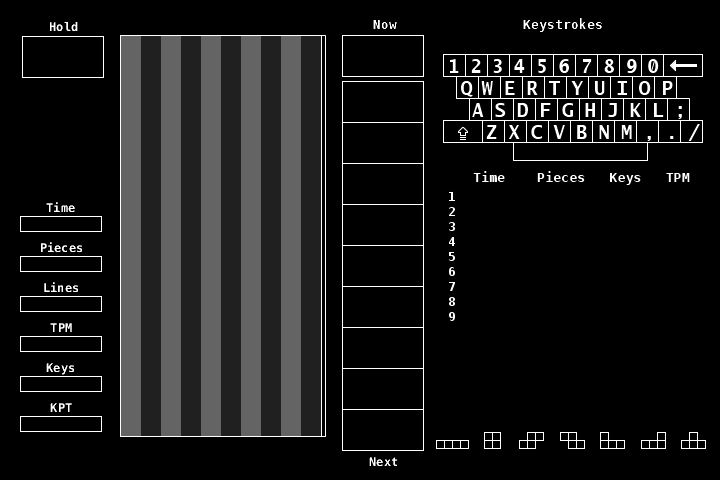 Hold
Now
Keystrokes
1 2 3 4 5 6 7 8 9 0
Q W E R T Y U I O P
A S D F G H J K L ;
Z X C V B N M , . /
Time Pieces Keys TPM
1
2
3
4
5
6
7
8
9
Time
Pieces
Lines
TPM
Keys
KPT
Next